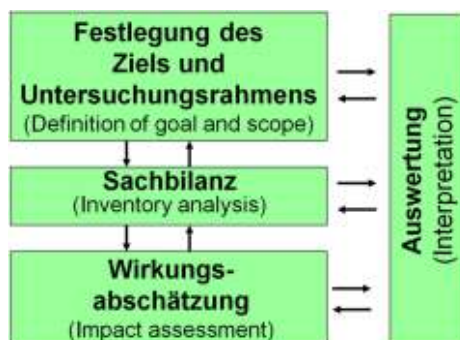 Festlegung des
Ziels und
Untersuchungsrahmens
(Definition of goal and scope)
Sachbilanz
(Inventory analysis)
Wirkungs-
abschätzung
(Impact assessment)
Auswertung
(Interpretation)